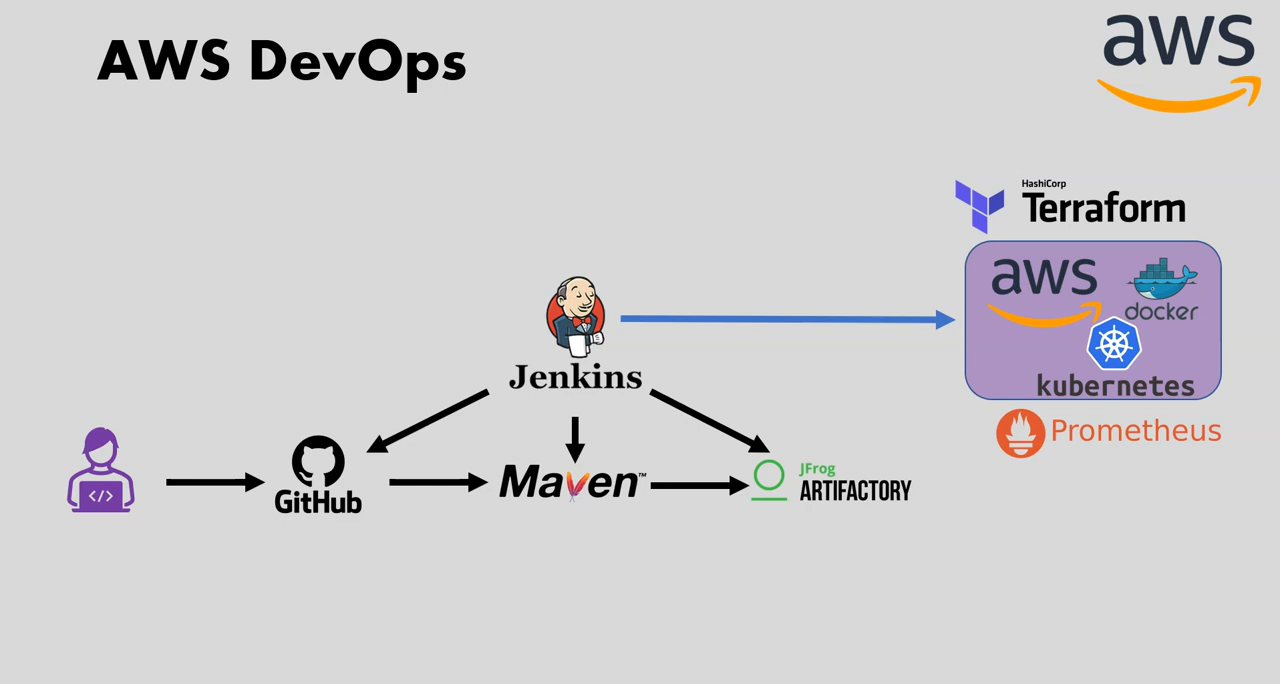 AWS DevOps
aws
HashiCorp
Terraform
aws
docker
kubernetes
Prometheus
Jenkins
</>
GitHub
Maven™
JFrog
ARTIFACTORY